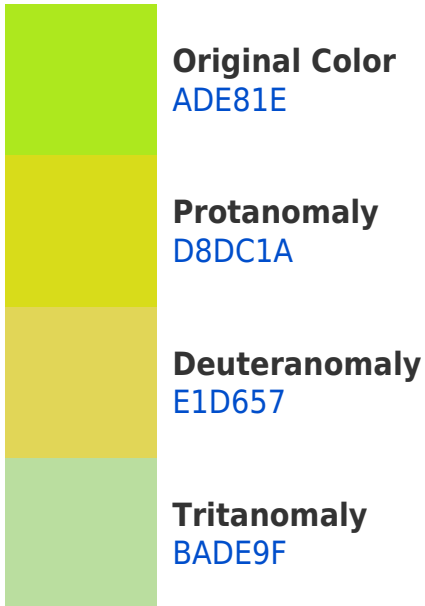 Original Color
ADE81E
Protanomaly
D8DC1A
Deuteranomaly
E1D657
Tritanomaly
BADE9F